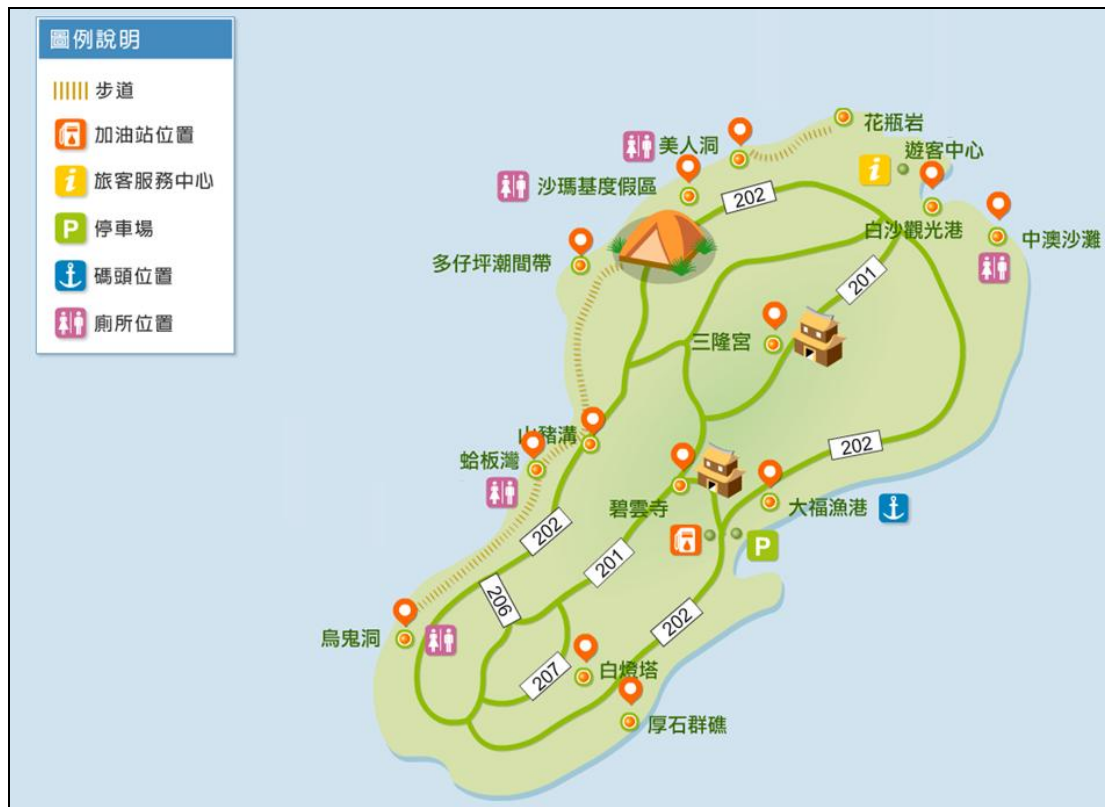 圖例說明
步道
加油站位置
旅客服務中心
停車場
碼頭位置
廁所位置
花瓶岩
美人洞
遊客中心
沙瑪基度假區
202
白沙觀光港
中澳沙灘
多仔坪潮間帶
201
三隆宮
山豬溝
202
蛤板灣
碧雲寺
大福漁港
P
202
201
206
202
烏鬼洞
207
白燈塔
厚石群礁